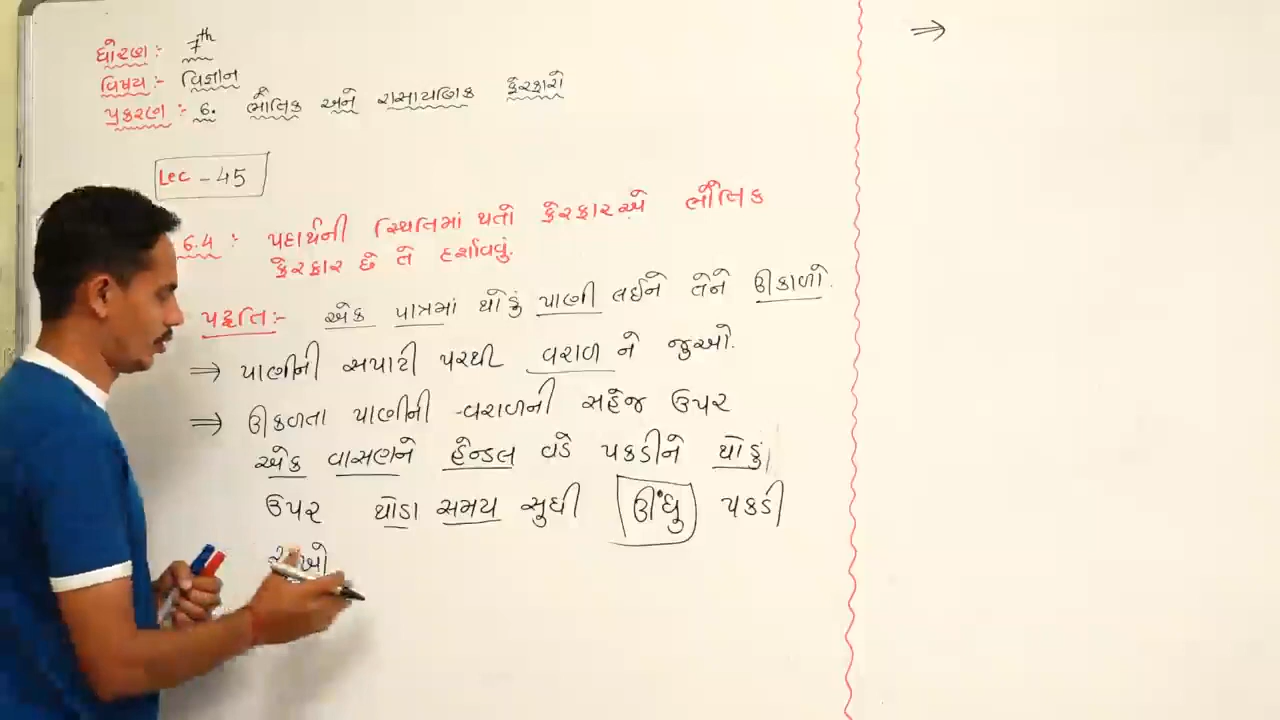 ધોરણ :- 7th
વિષય :- વિજ્ઞાન
પ્રકરણ : 6. ભૌતિક અને રાસાયણિક ફેરફારો
Lec - 45
6.4 : પદાર્થની સ્થિતિમાં થતો ફેરફાર એ ભૌતિક
ફેરફાર છે તે દર્શાવવું.
પદ્ધતિ :- એક પાત્રમાં થોડું પાણી લઈને તેને ઊકાળો.
⇒ પાણીની સપાટી પરથી વરાળ ને જુઓ.
⇒ ઊકળતા પાણીની વરાળની સહેજ ઉપર
એક વાસણને હેન્ડલ વડે પકડીને થોડું
ઉપર થોડા સમય સુધી ઊંધુ પકડી
રાખો
⇒